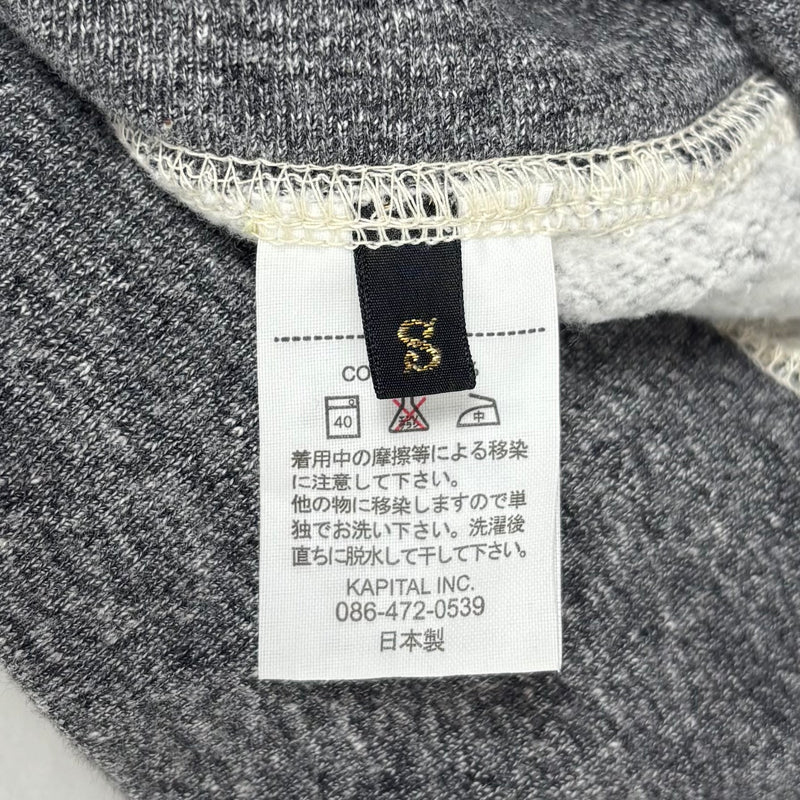 S
40
中
着用中の摩擦等による移染
に注意して下さい。
他の物に移染しますので単
独でお洗い下さい。洗濯後
直ちに脱水して干して下さい。
KAPITAL INC.
086-472-0539
日本製